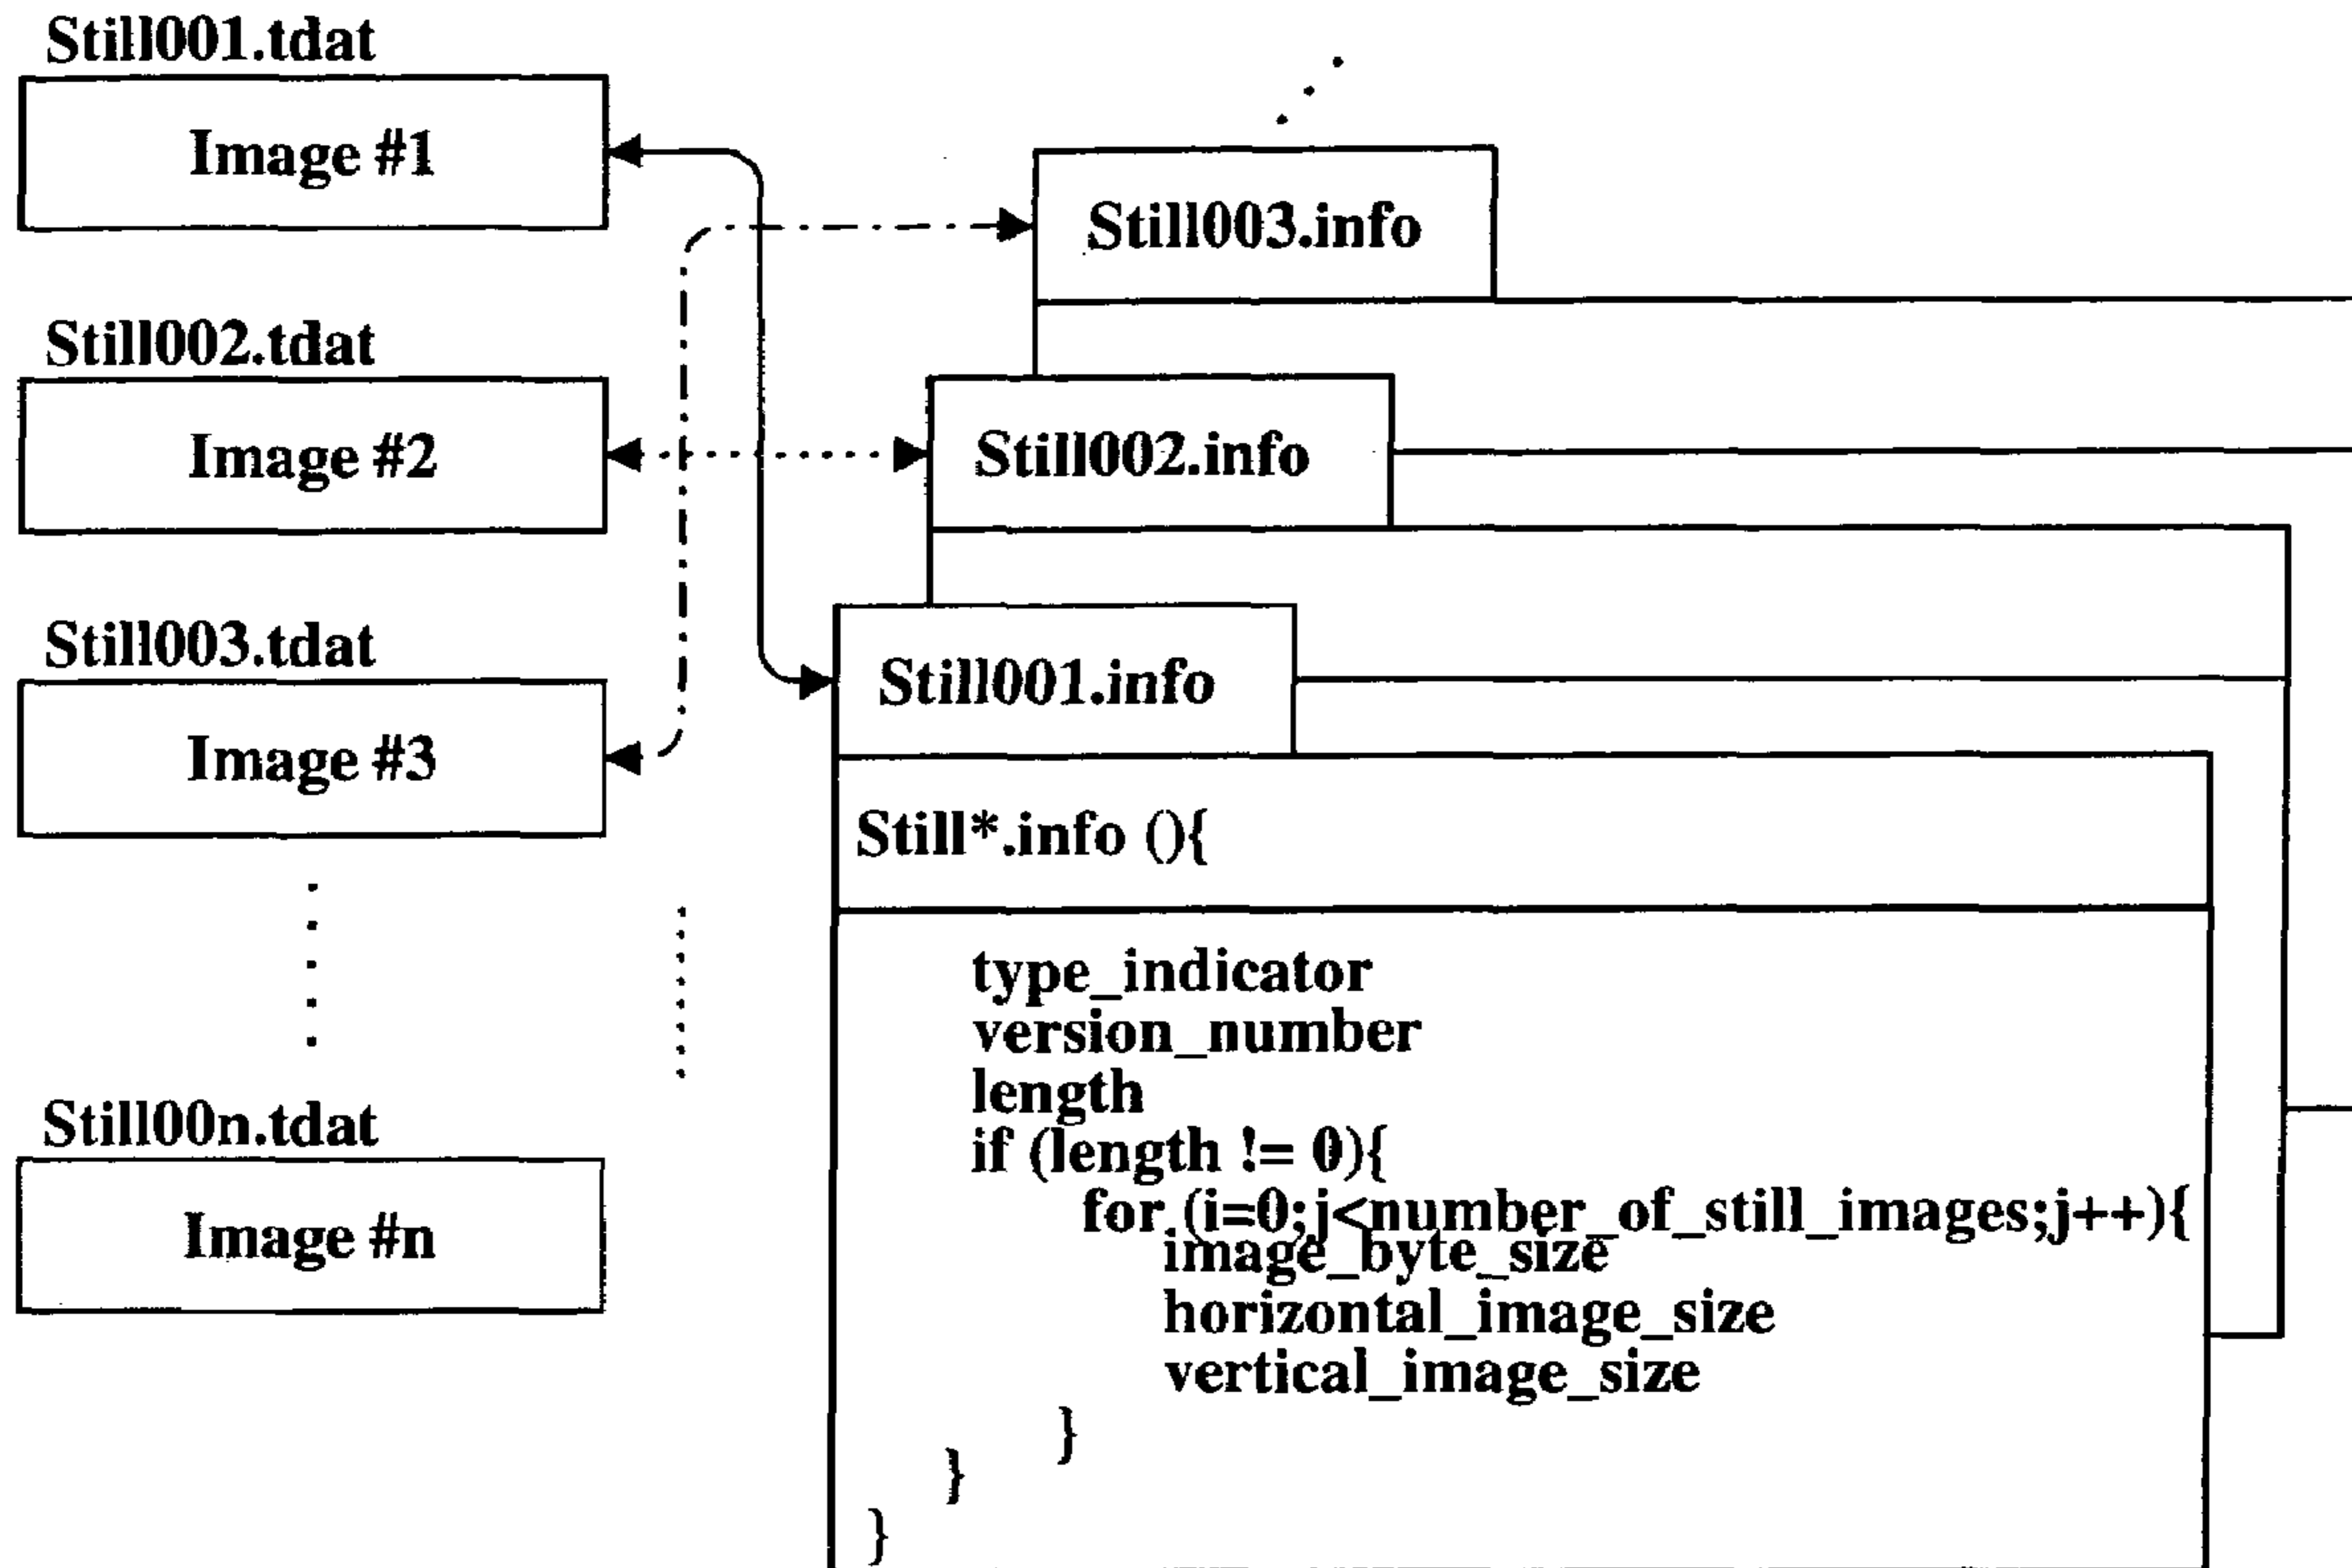 Still001.tdat
Image #1
Still002.tdat
Image #2
Still003.tdat
Image #3
Still00n.tdat
Image #n
Still003.info
Still002.info
Still001.info
Still*.info (){
type_indicator
version_number
length
if (length != 0){
for (i=0;j<number_of_still_images;j++){
image_byte_size
horizontal_image_size
vertical_image_size
}
}
}